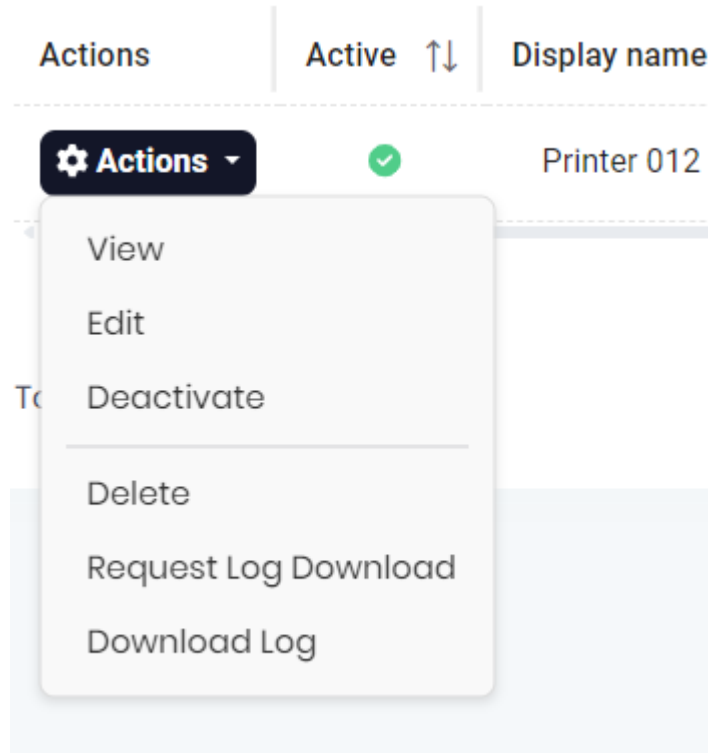 Actions Active Display name
Actions Printer 012
View
Edit
Deactivate
Delete
Request Log Download
Download Log